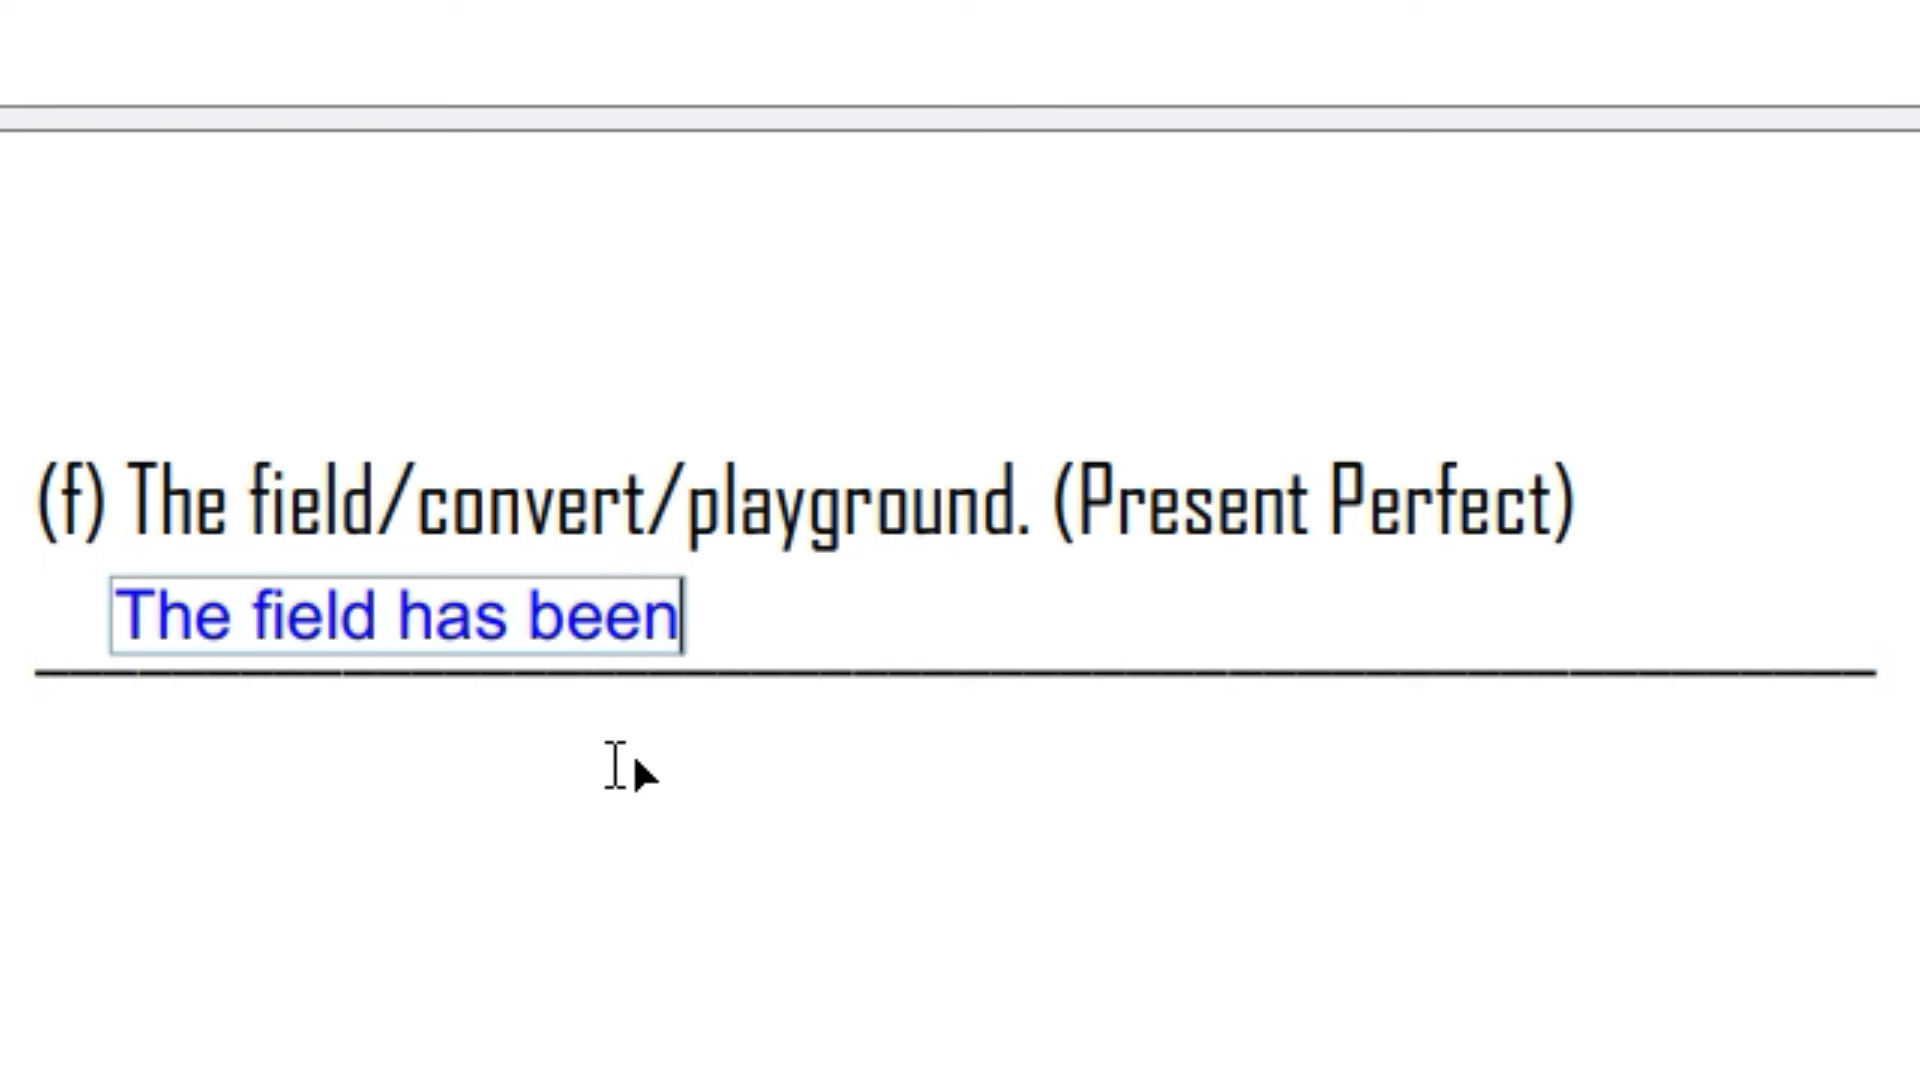 (f) The field/convert/playground. (Present Perfect)
The field has been